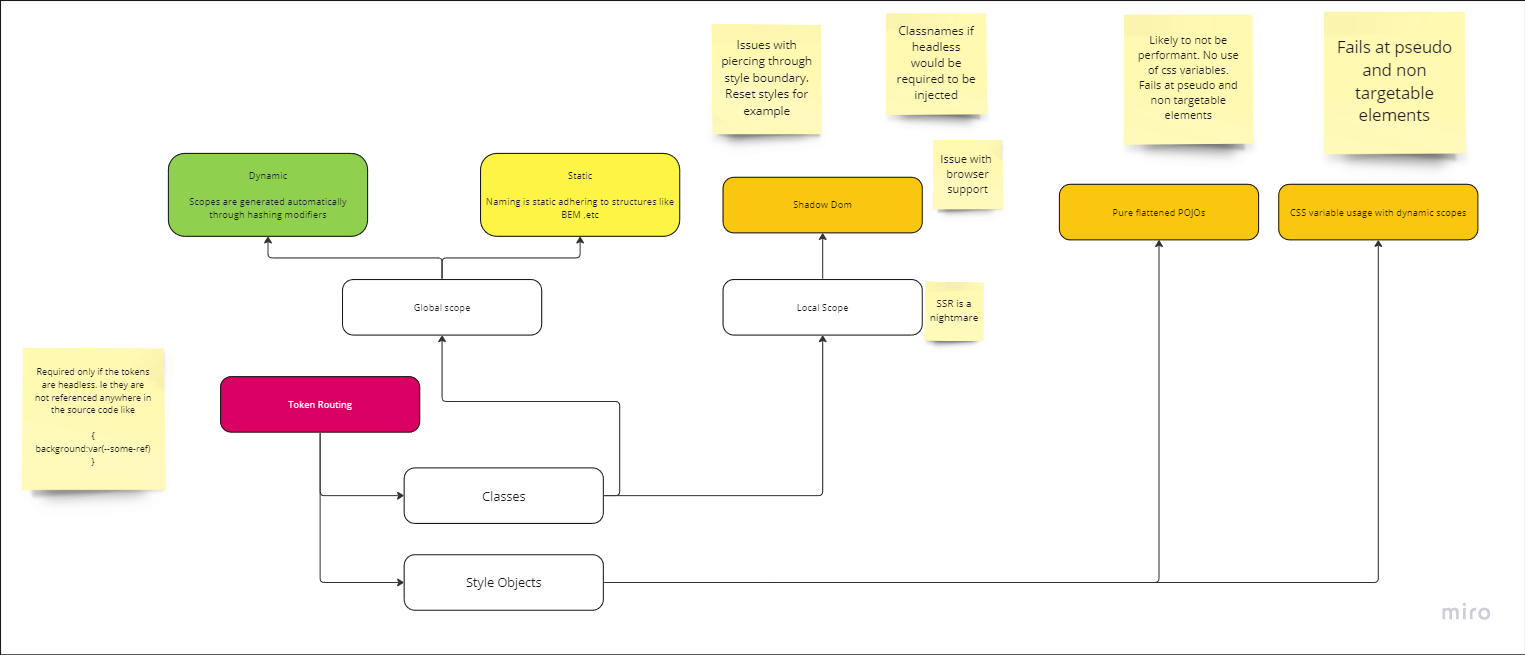 Issues with
piercing through
style boundary.
Reset styles for
example
Classnames if
headless
would be
required to be
injected
Likely to not be
performant. No use
of css variables.
Fails at pseudo and
non targetable
elements
Fails at pseudo
and non
targetable
elements
Issue with
browser
support
Dynamic
Scopes are generated automatically
through hashing modifiers
Static
Naming is static adhering to structures like
BEM ,etc
Shadow Dom
Pure flattened POJOs
CSS variable usage with dynamic scopes
Global scope
Local Scope
SSR is a
nightmare
Required only if the tokens
are headless. Ie they are
not referenced anywhere in
the source code like
{
background:var(--some-ref)
}
Token Routing
Classes
Style Objects
miro